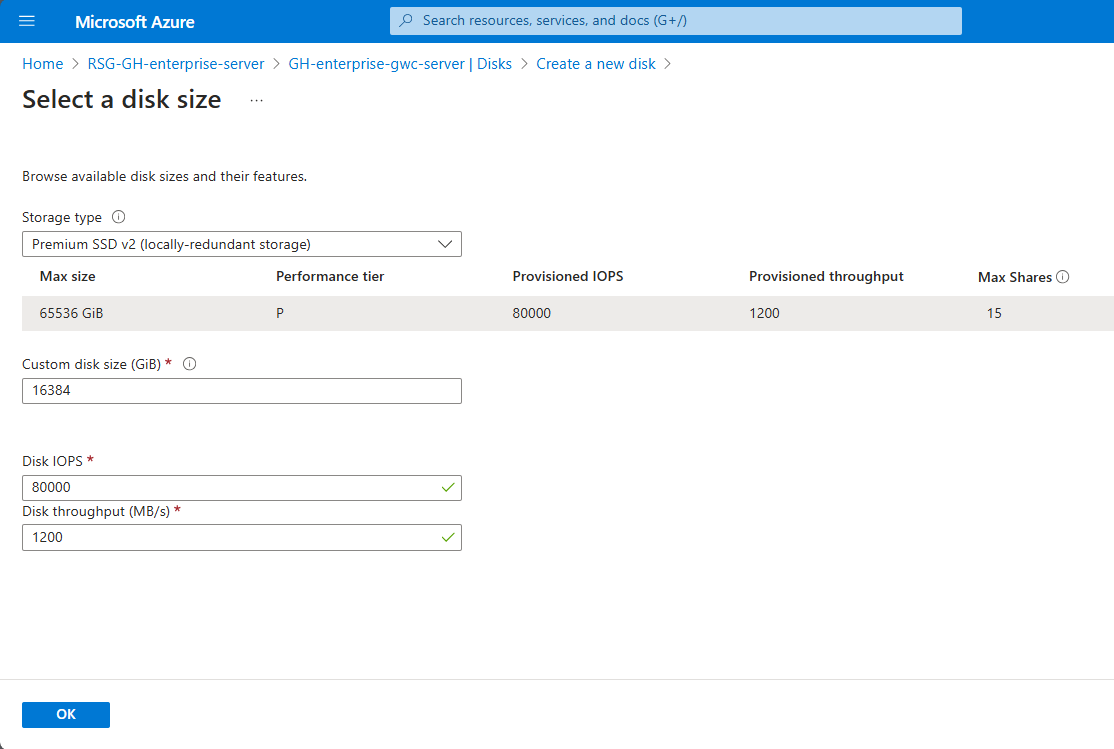 Microsoft Azure
Search resources, services, and docs (G+/)
Home > RSG-GH-enterprise-server > GH-enterprise-gwc-server | Disks > Create a new disk >
Select a disk size ...
Browse available disk sizes and their features.
Storage type
Premium SSD v2 (locally-redundant storage)
Max size Performance tier Provisioned IOPS Provisioned throughput Max Shares
65536 GiB P 80000 1200 15
Custom disk size (GiB) *
16384
Disk IOPS *
80000
Disk throughput (MB/s) *
1200
OK